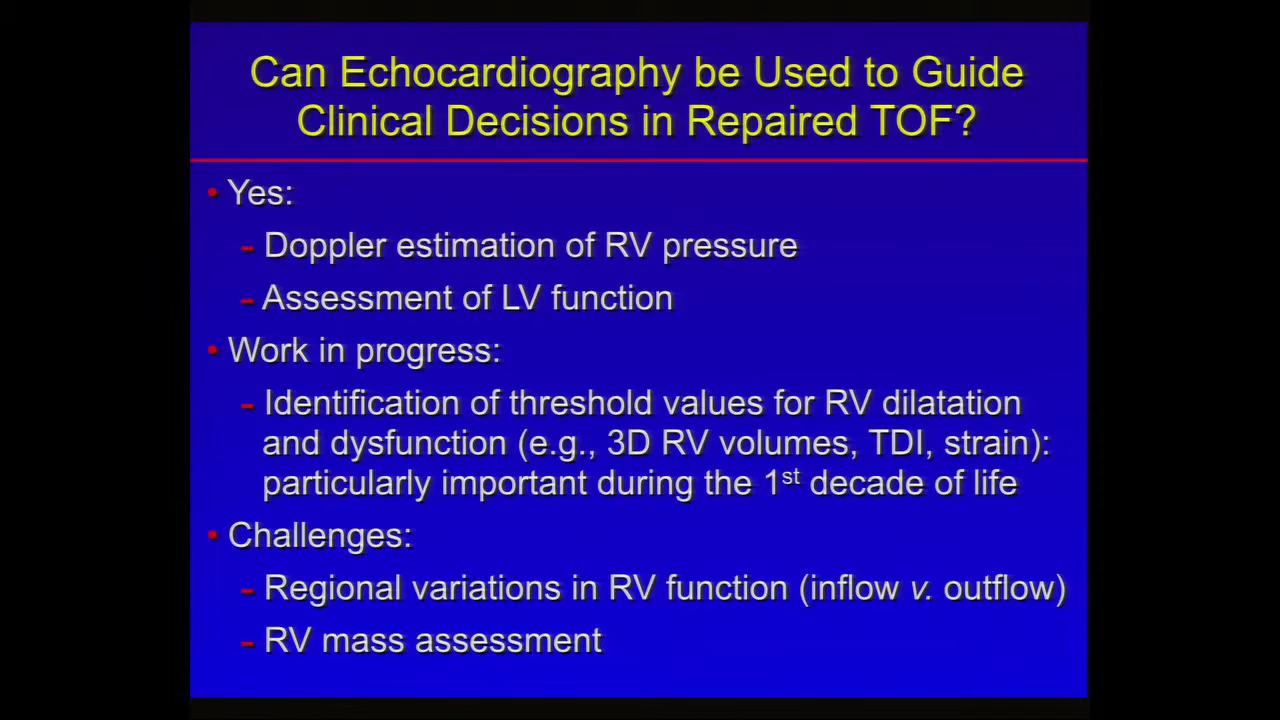 Can Echocardiography be Used to Guide
Clinical Decisions in Repaired TOF?
• Yes:
- Doppler estimation of RV pressure
- Assessment of LV function
• Work in progress:
- Identification of threshold values for RV dilatation
and dysfunction (e.g., 3D RV volumes, TDI, strain):
particularly important during the 1st decade of life
• Challenges:
- Regional variations in RV function (inflow v. outflow)
- RV mass assessment